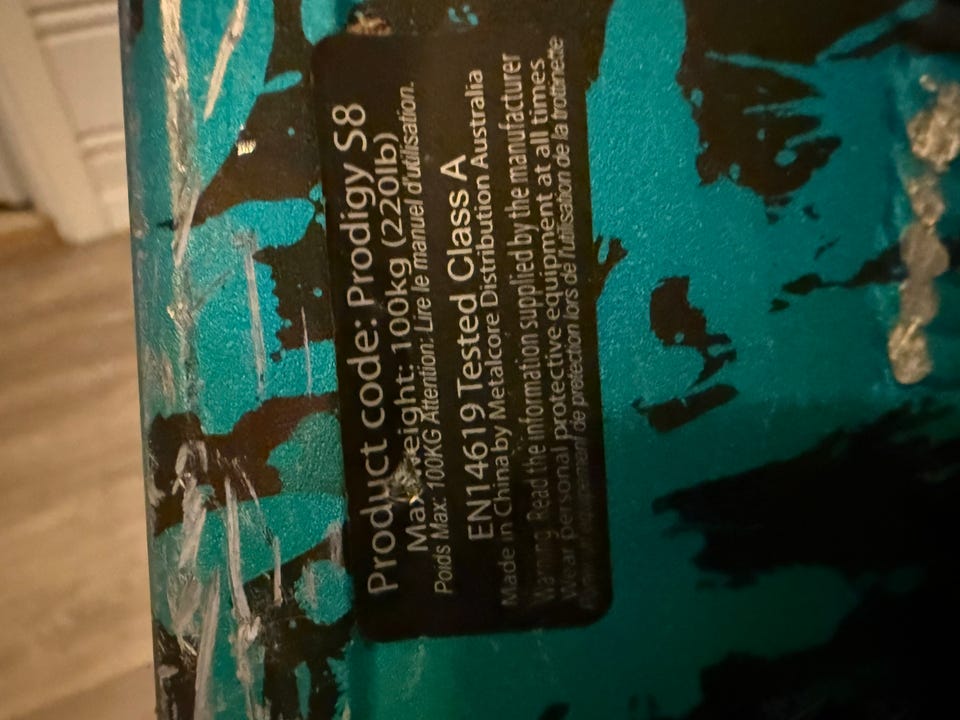 Product code: Prodigy S8
Max weight: 100kg (220lb)
Poids Max: 100KG Attention: Lire le manuel d'utilisation.
EN14619 Tested Class A
Made in China by Metalcore Distribution Australia
Warning Read the information supplied by the manufacturer
Wear personal protective equipment at all times
équipement de protection lors de l'utilisation de la trottinette